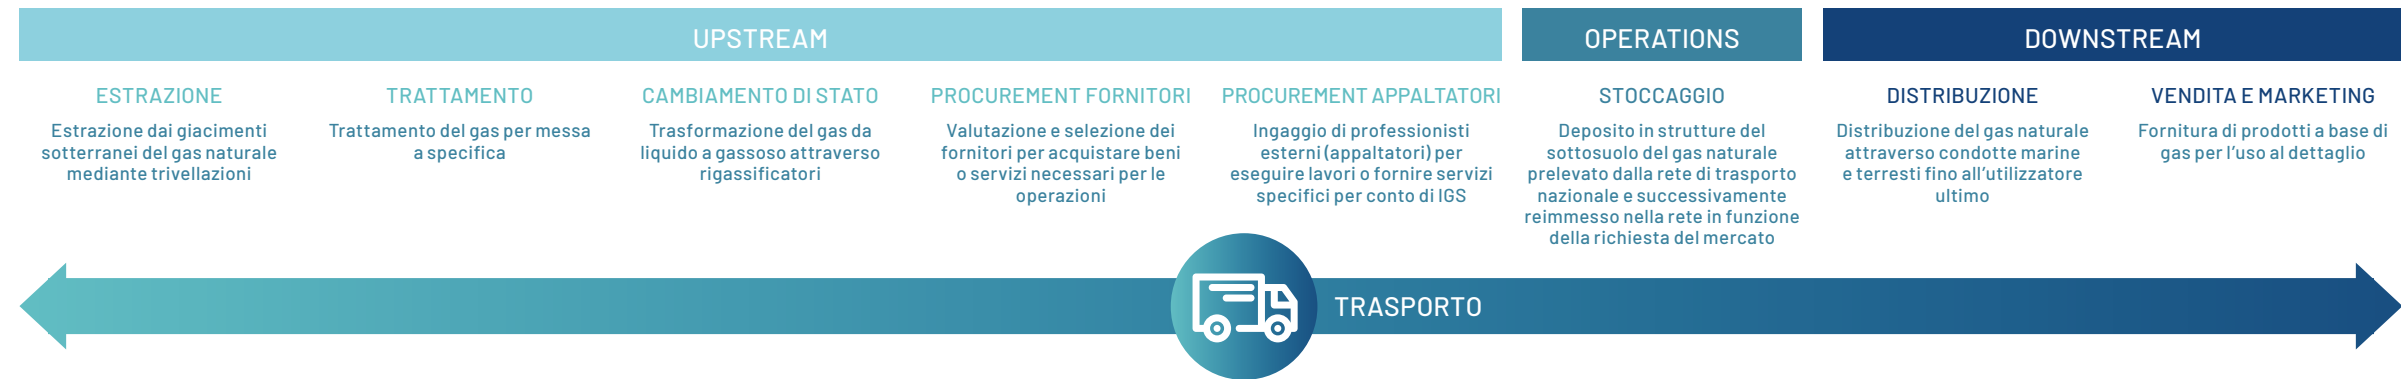 UPSTREAM
OPERATIONS
DOWNSTREAM
ESTRAZIONE
Estrazione dai giacimenti
sotterranei del gas naturale
mediante trivellazioni
TRATTAMENTO
Trattamento del gas per messa
a specifica
CAMBIAMENTO DI STATO
Trasformazione del gas da
liquido a gassoso attraverso
rigassificatori
PROCUREMENT FORNITORI
Valutazione e selezione dei
fornitori per acquistare beni
o servizi necessari per le
operazioni
PROCUREMENT APPALTATORI
Ingaggio di professionisti
esterni (appaltatori) per
eseguire lavori o fornire servizi
specifici per conto di IGS
STOCCAGGIO
Deposito in strutture del
sottosuolo del gas naturale
prelevato dalla rete di trasporto
nazionale e successivamente
reimmesso nella rete in funzione
della richiesta del mercato
DISTRIBUZIONE
Distribuzione del gas naturale
attraverso condotte marine
e terresti fino all’utilizzatore
ultimo
VENDITA E MARKETING
Fornitura di prodotti a base di
gas per l’uso al dettaglio
TRASPORTO